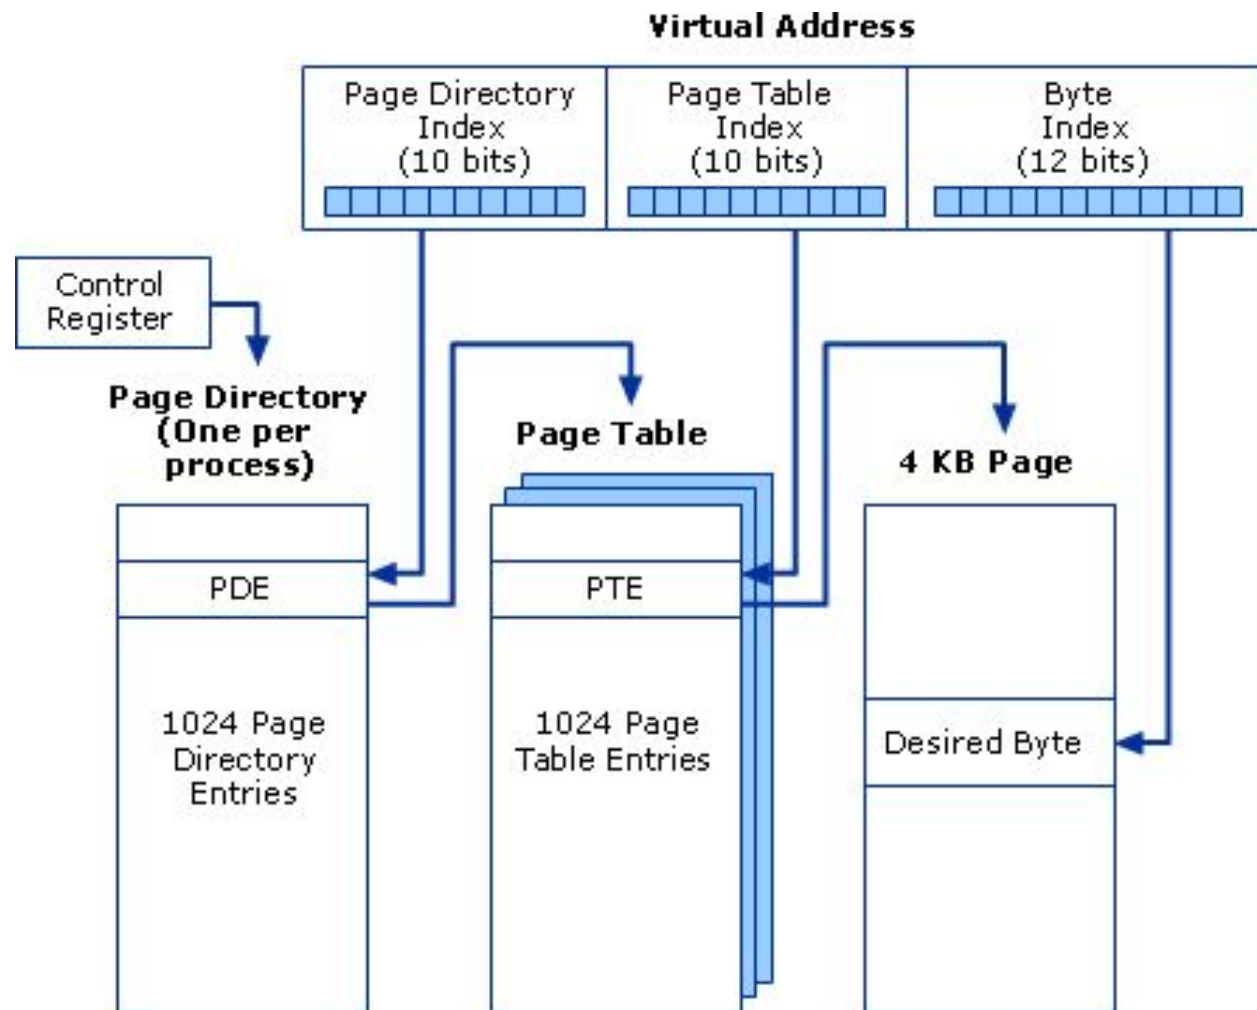 Virtual Address
Page Directory
Index
(10 bits)
Page Table
Index
(10 bits)
Byte
Index
(12 bits)
Control
Register
Page Directory
(One per
process)
Page Table
4 KB Page
PDE
PTE
1024 Page
Directory
Entries
1024 Page
Table Entries
Desired Byte